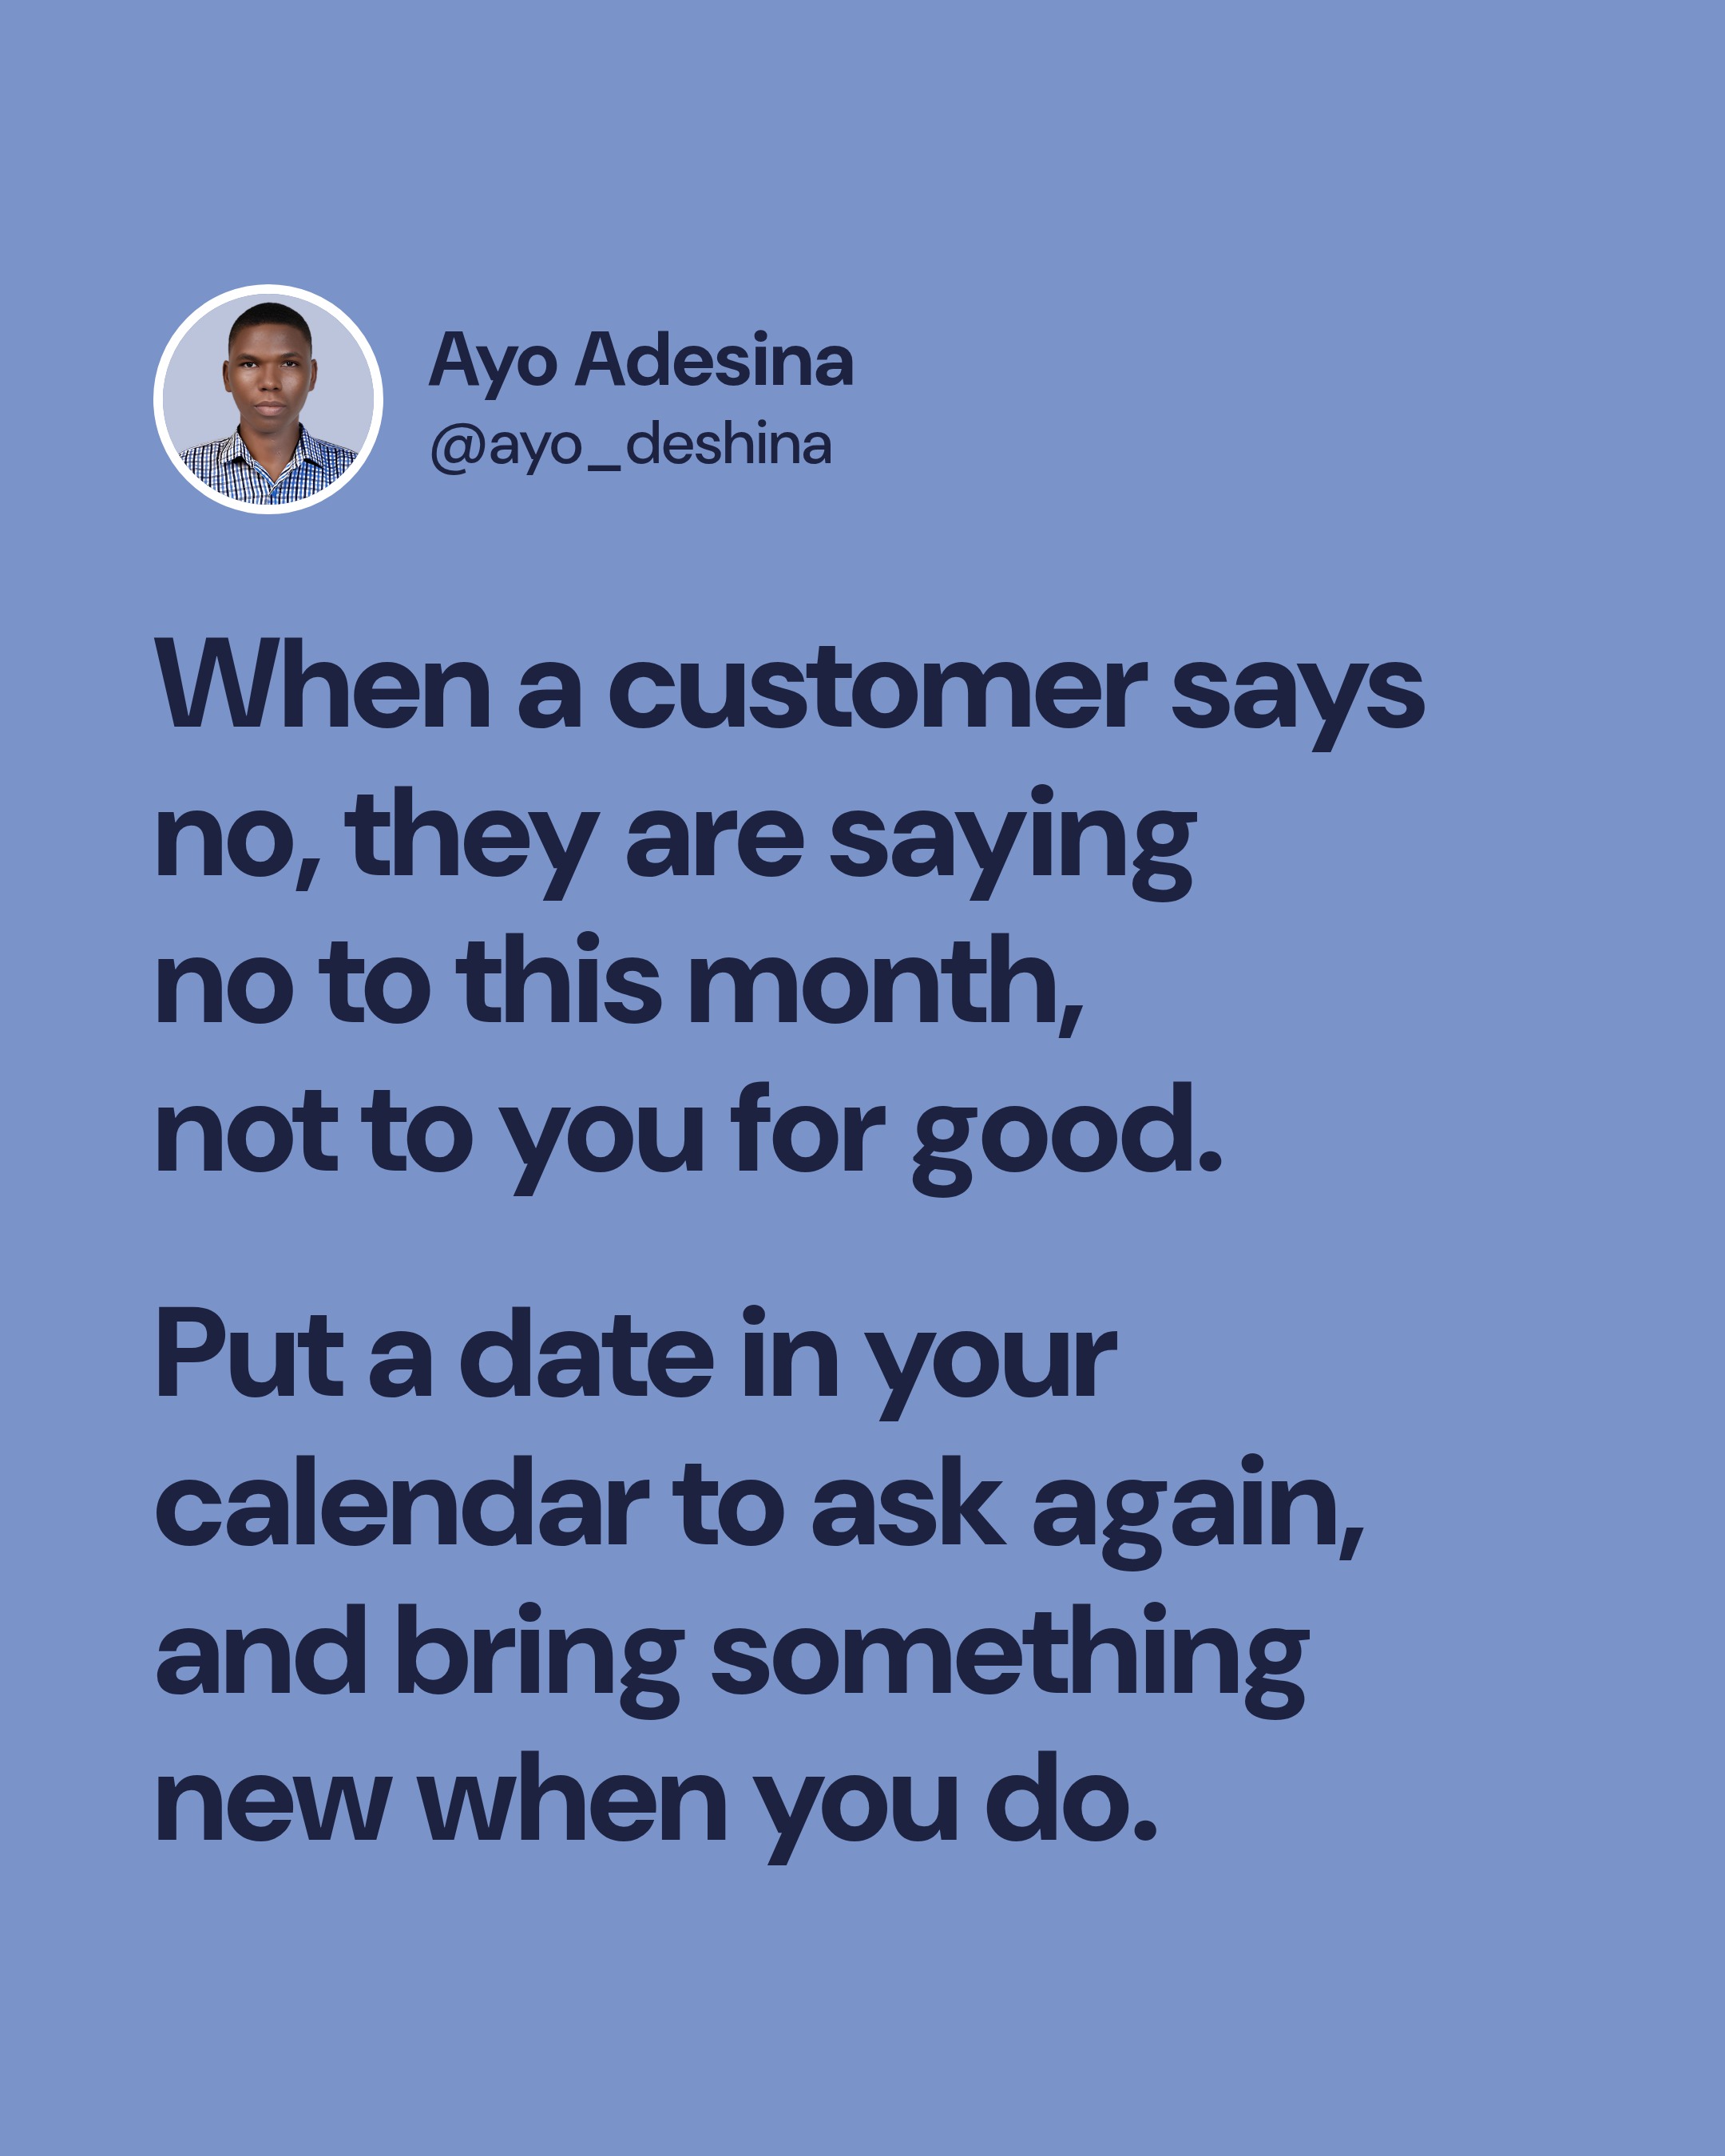 Ayo Adesina
@ayo_deshina
When a customer says
no, they are saying
no to this month,
not to you for good.
Put a date in your
calendar to ask again,
and bring something
new when you do.